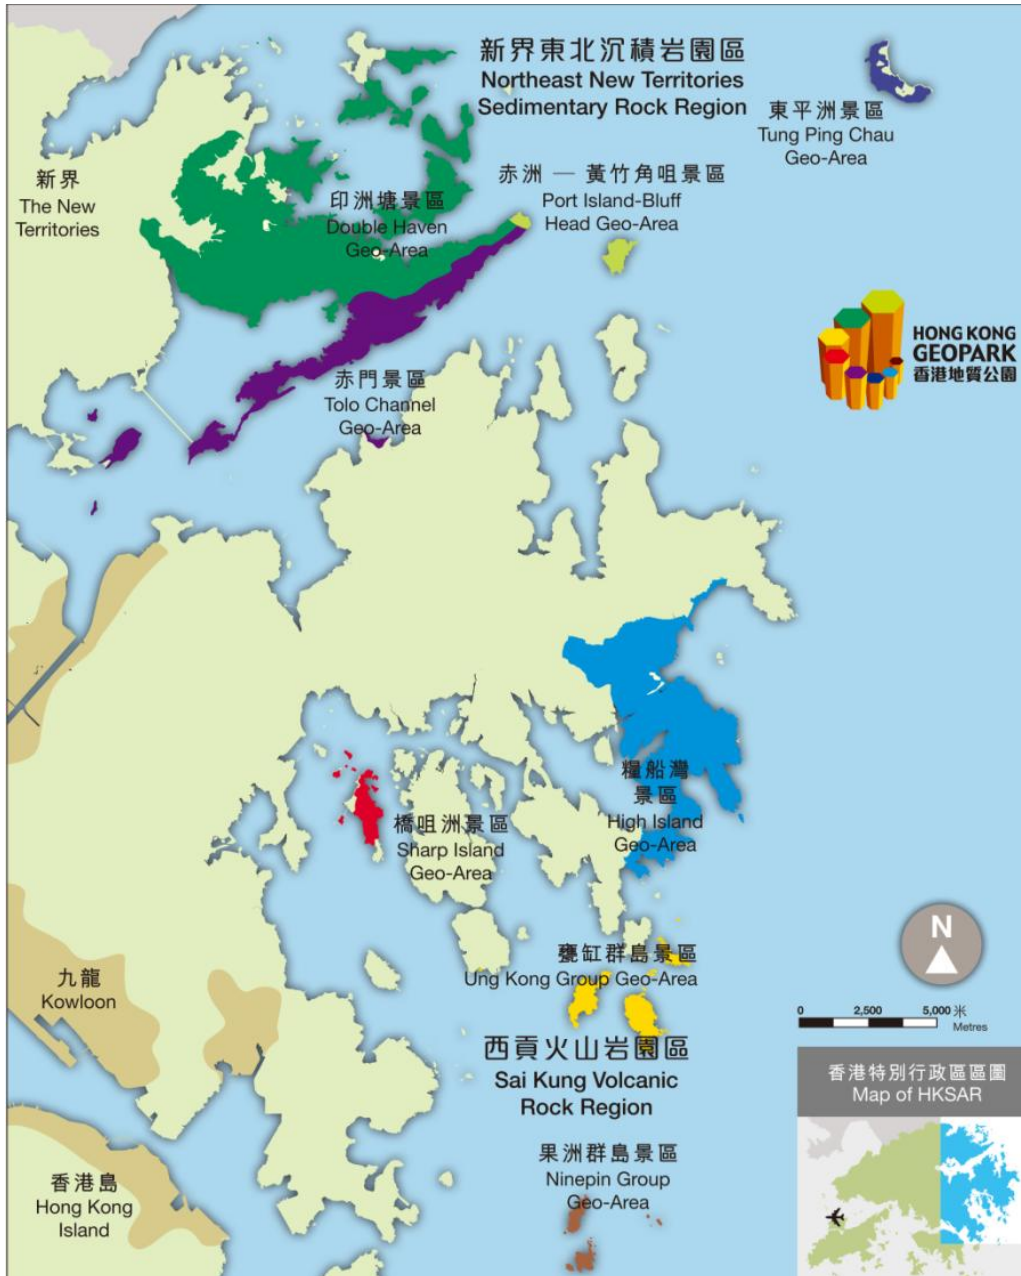 新界東北沉積岩園區
Northeast New Territories
Sedimentary Rock Region
東平洲景區
Tung Ping Chau
Geo-Area
新界
The New
Territories
印洲塘景區
Double Haven
Geo-Area
赤洲 — 黃竹角咀景區
Port Island-Bluff
Head Geo-Area
HONG KONG
GEOPARK
香港地質公園
赤門景區
Tolo Channel
Geo-Area
糧船灣
景區
High Island
Geo-Area
橋咀洲景區
Sharp Island
Geo-Area
甕缸群島景區
Ung Kong Group Geo-Area
九龍
Kowloon
N
0 2,500 5,000 米
Metres
西貢火山岩園區
Sai Kung Volcanic
Rock Region
香港特別行政區區圖
Map of HKSAR
果洲群島景區
Ninepin Group
Geo-Area
香港島
Hong Kong
Island